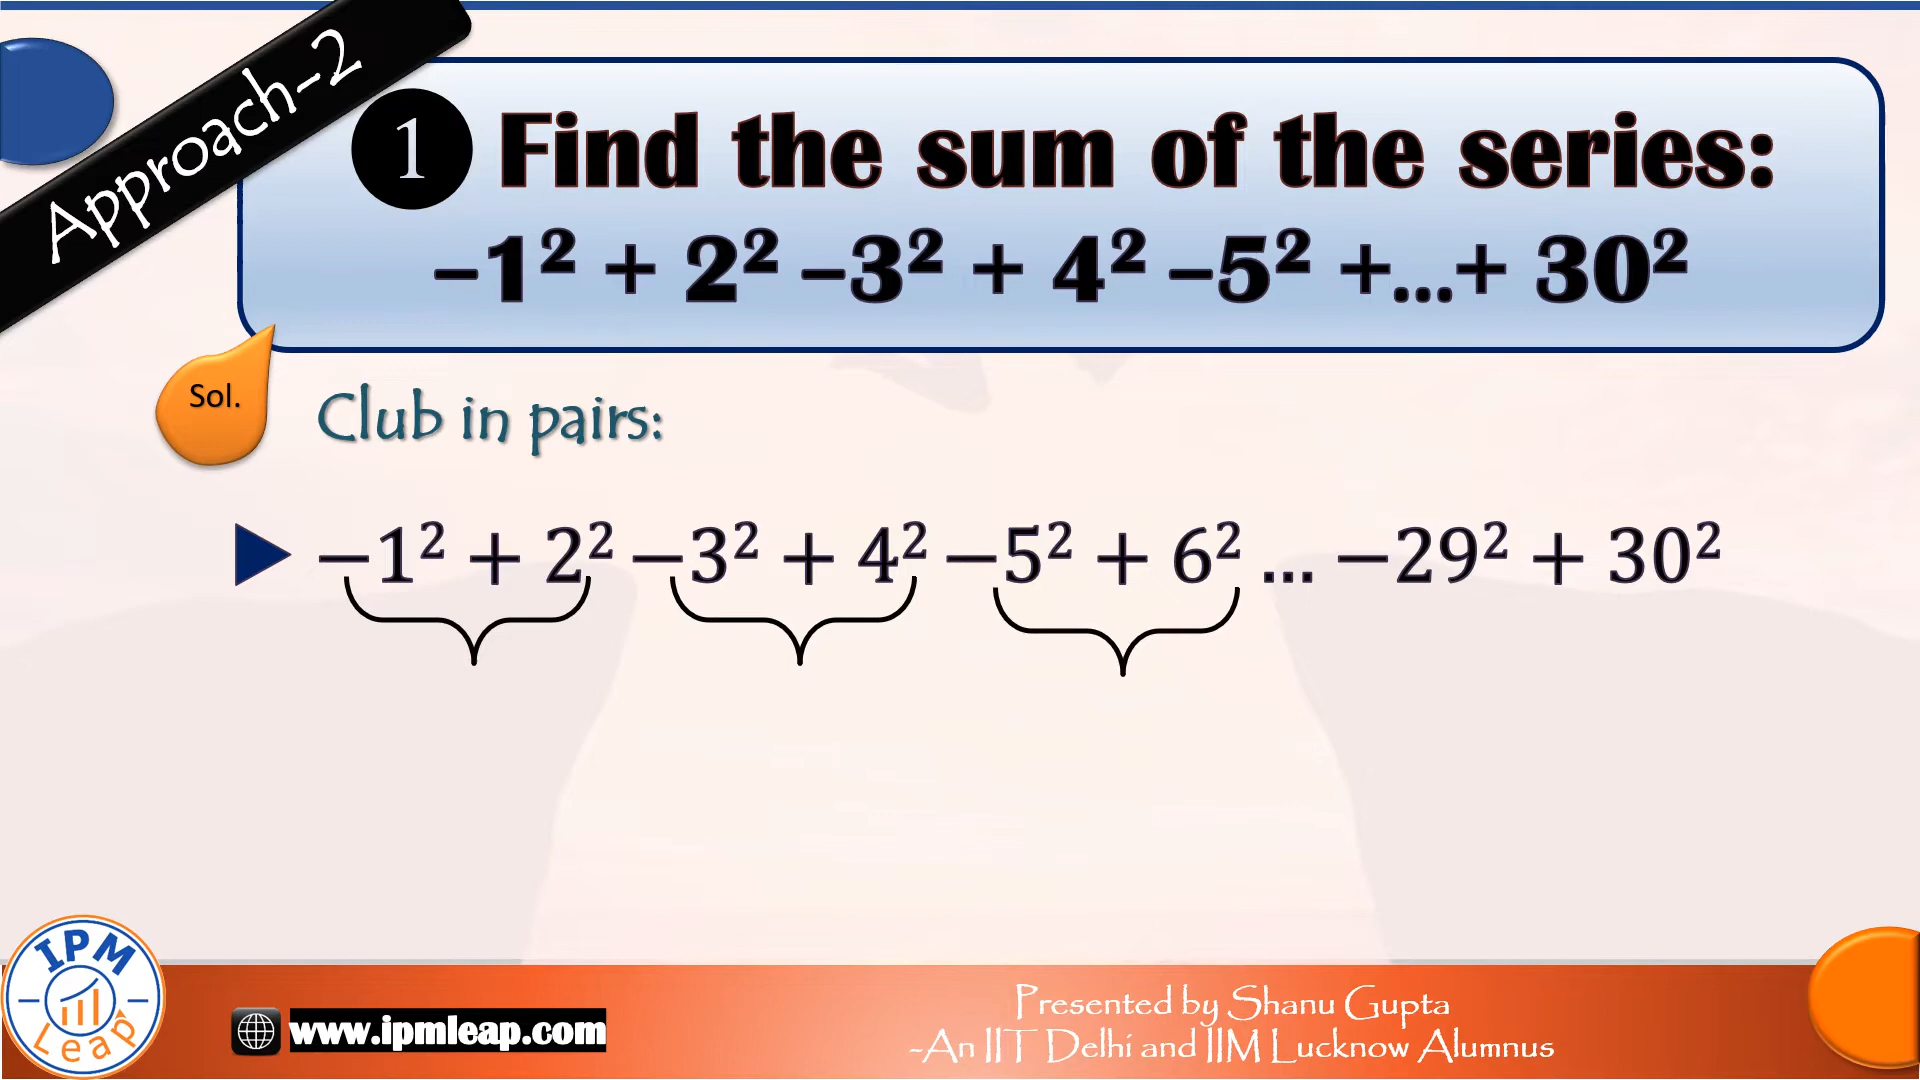 Approach-2
1 Find the sum of the series:
–1² + 2² –3² + 4² –5² +...+ 30²
Sol.
Club in pairs:
−1² + 2² −3² + 4² −5² + 6² ... −29² + 30²
IPM
Leap
www.ipmleap.com
Presented by Shanu Gupta
-An IIT Delhi and IIM Lucknow Alumnus